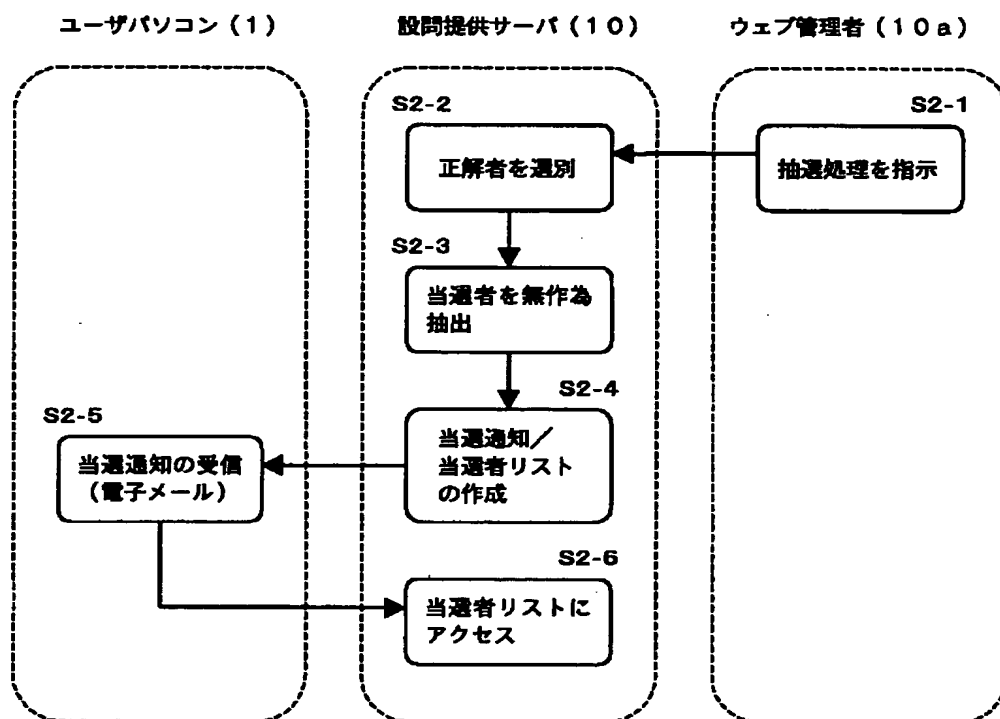 ユーザパソコン（１）
設問提供サーバ（１０）
ウェブ管理者（１０ａ）
S2-2
正解者を選別
S2-1
抽選処理を指示
S2-3
当選者を無作為
抽出
S2-4
当選通知／
当選者リスト
の作成
S2-5
当選通知の受信
（電子メール）
S2-6
当選者リストに
アクセス